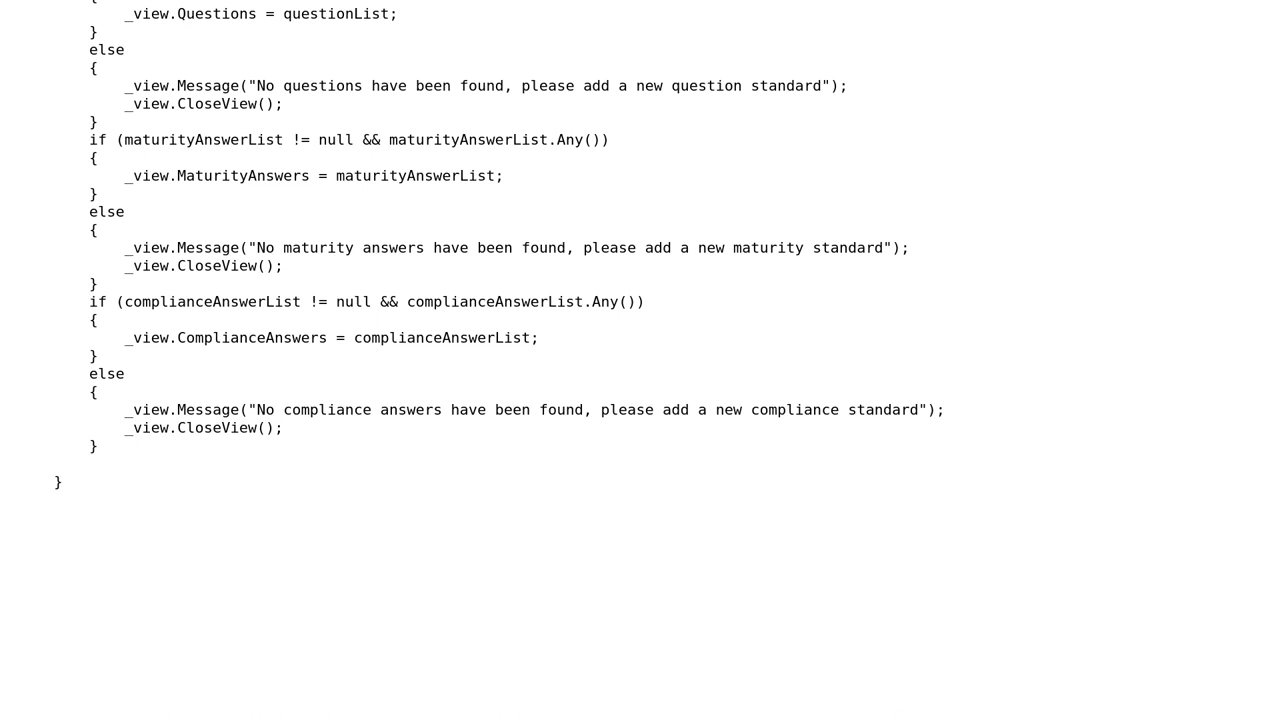 {
            _view.Questions = questionList;
        }
        else
        {
            _view.Message("No questions have been found, please add a new question standard");
            _view.CloseView();
        }
        if (maturityAnswerList != null && maturityAnswerList.Any())
        {
            _view.MaturityAnswers = maturityAnswerList;
        }
        else
        {
            _view.Message("No maturity answers have been found, please add a new maturity standard");
            _view.CloseView();
        }
        if (complianceAnswerList != null && complianceAnswerList.Any())
        {
            _view.ComplianceAnswers = complianceAnswerList;
        }
        else
        {
            _view.Message("No compliance answers have been found, please add a new compliance standard");
            _view.CloseView();
        }

    }